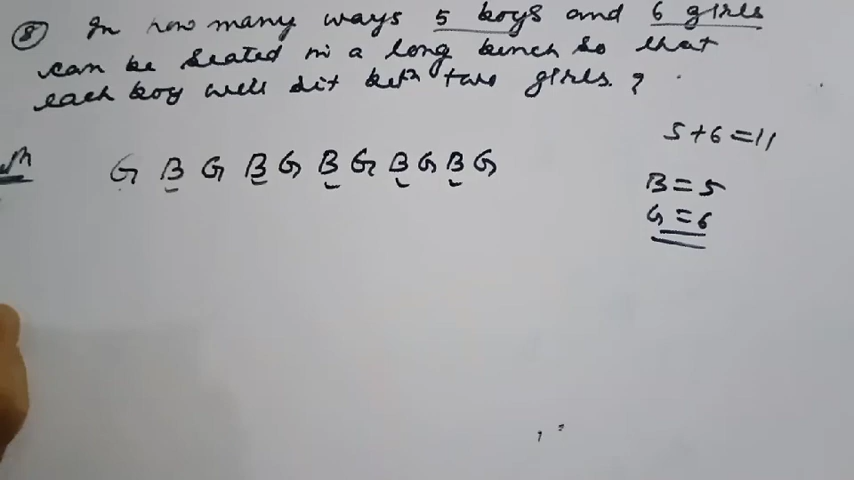 8 In how many ways 5 boys and 6 girls
can be seated in a long bench so that
each boy will sit betn two girls. ?
5+6=11
G B G B G B G B G B G
B = 5
G = 6